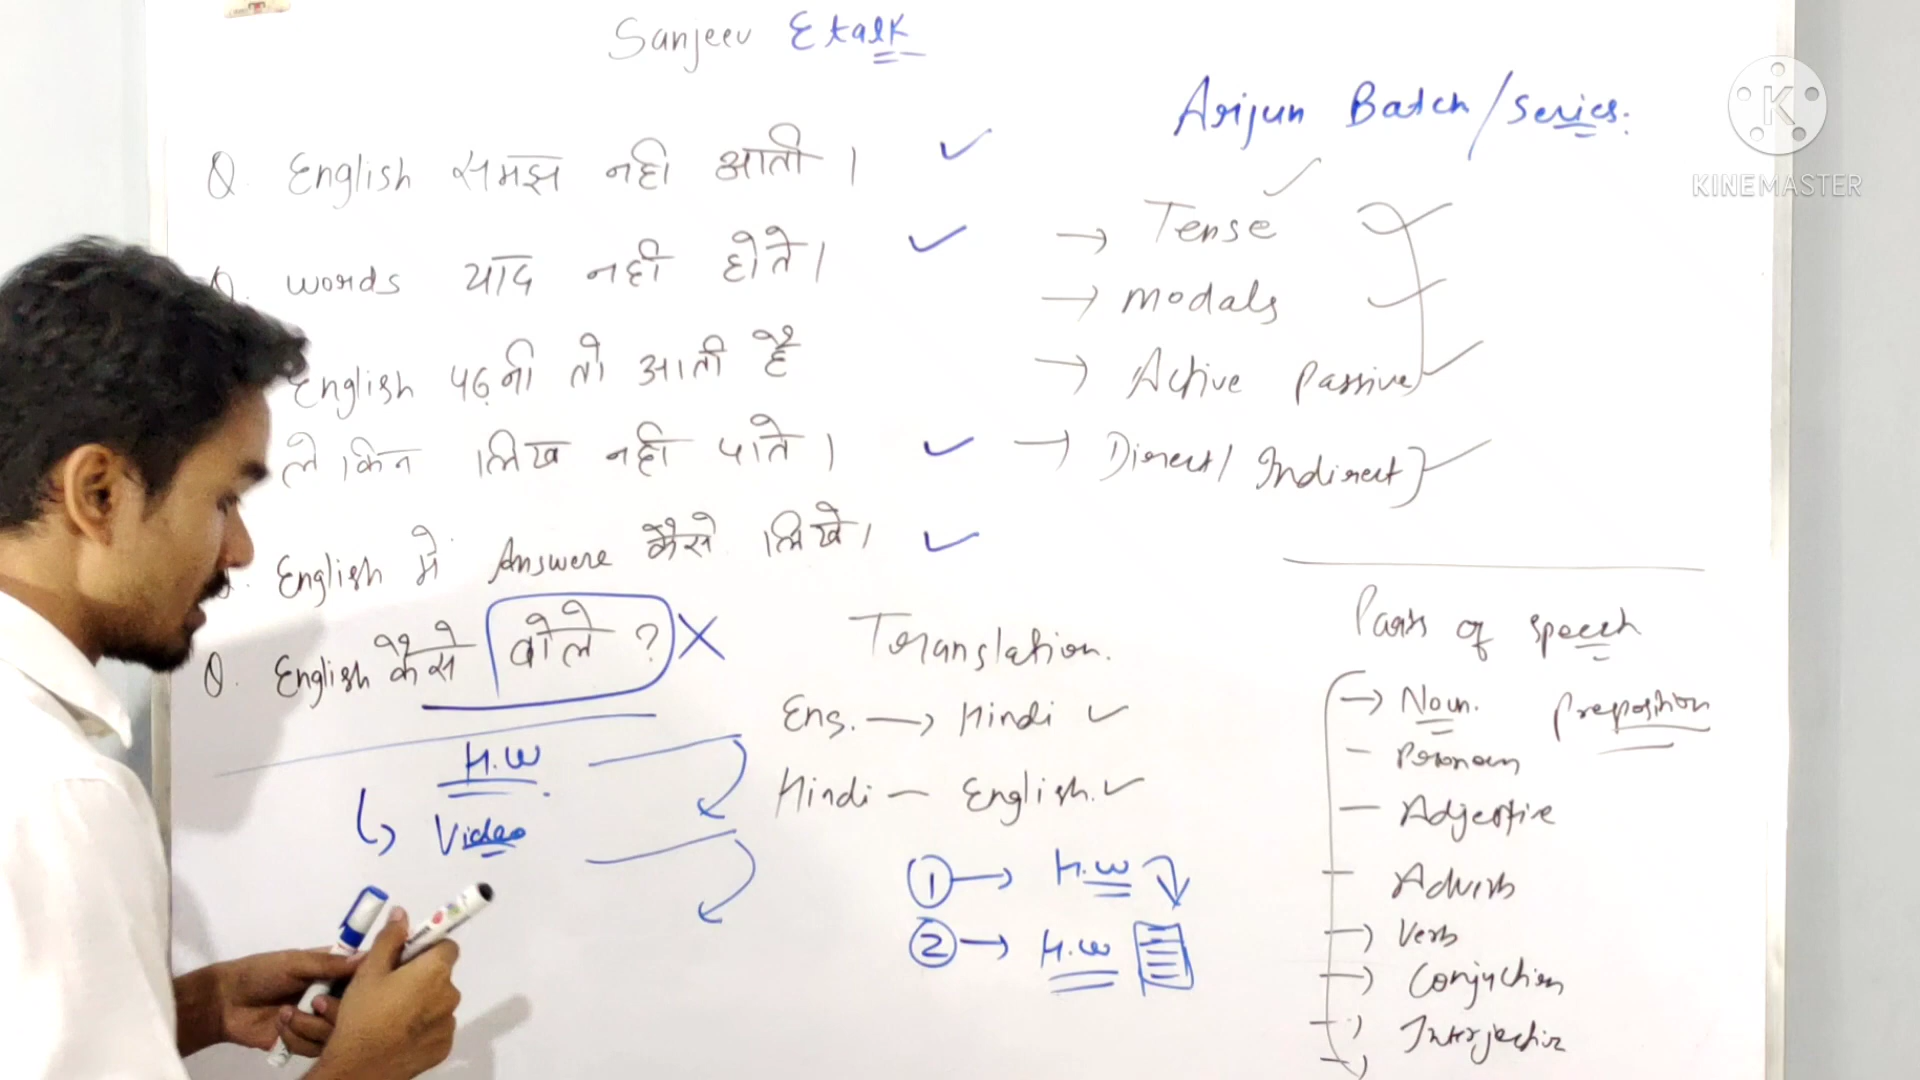 Sanjeev Etalk
Arijun Batch/Series.
KINEMASTER
Q. English समझ नही आती।
Q. words याद नही होते।
English पढ़नी तो आती है
लेकिन लिख नही पाते।
English मे Answere कैसे लिखे।
Q. English कैसे बोले ?
H.W
Video
→ Tense
→ modals
→ Active Passive
→ Direct/Indirect
Translation.
Eng. → Hindi
Hindi — English.
① → H.W
② → H.W
Parts of speech
→ Noun. Preposition
— Pronoun
— Adjective
— Adverb
→ Verb
→ Conjuction
→ Interjection